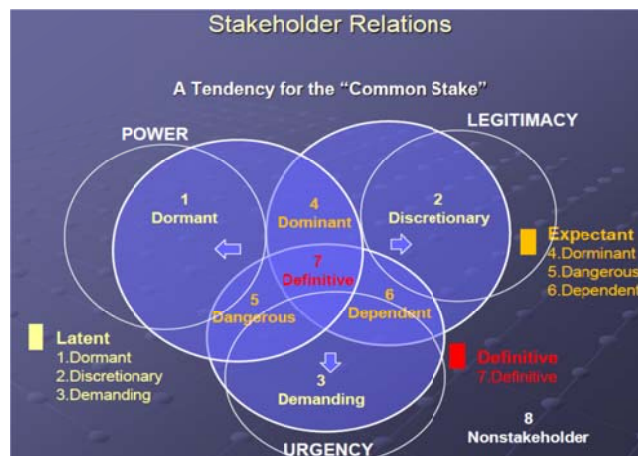 Stakeholder Relations
A Tendency for the “Common Stake”
POWER
LEGITIMACY
1
Dormant
4
Dominant
2
Discretionary
7
Definitive
5
Dangerous
6
Dependent
3
Demanding
URGENCY
Expectant
4.Dorminant
5.Dangerous
6.Dependent
Latent
1.Dormant
2.Discretionary
3.Demanding
Definitive
7.Definitive
8
Nonstakeholder